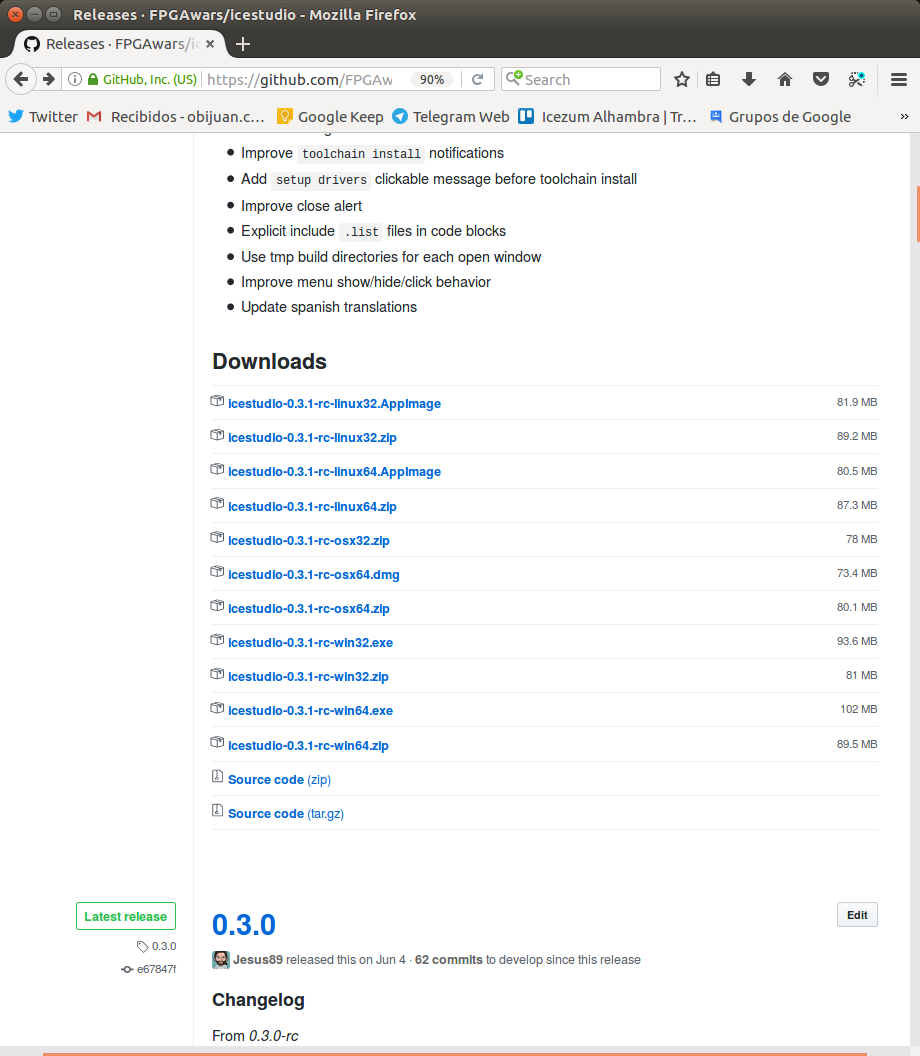 Releases · FPGAwars/icestudio - Mozilla Firefox
Releases · FPGAwars/
GitHub, Inc. (US) https://github.com/FPGAw 90% Search
Twitter Recibidos - obijuan.c... Google Keep Telegram Web Icezum Alhambra | Tr... Grupos de Google »
Improve toolchain install notifications
Add setup drivers clickable message before toolchain install
Improve close alert
Explicit include .list files in code blocks
Use tmp build directories for each open window
Improve menu show/hide/click behavior
Update spanish translations
Downloads
icestudio-0.3.1-rc-linux32.AppImage 81.9 MB
icestudio-0.3.1-rc-linux32.zip 89.2 MB
icestudio-0.3.1-rc-linux64.AppImage 80.5 MB
icestudio-0.3.1-rc-linux64.zip 87.3 MB
icestudio-0.3.1-rc-osx32.zip 78 MB
icestudio-0.3.1-rc-osx64.dmg 73.4 MB
icestudio-0.3.1-rc-osx64.zip 80.1 MB
icestudio-0.3.1-rc-win32.exe 93.6 MB
icestudio-0.3.1-rc-win32.zip 81 MB
icestudio-0.3.1-rc-win64.exe 102 MB
icestudio-0.3.1-rc-win64.zip 89.5 MB
Source code (zip)
Source code (tar.gz)
Latest release
0.3.0
e67847f
0.3.0 Edit
Jesus89 released this on Jun 4 · 62 commits to develop since this release
Changelog
From 0.3.0-rc